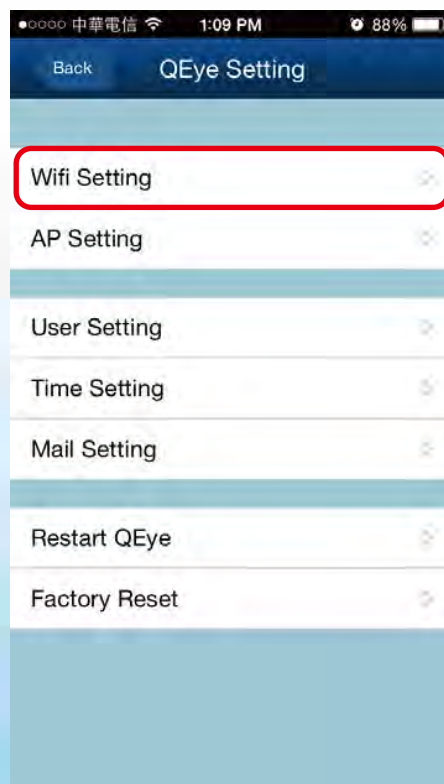 中華電信 1:09 PM 88%
Back QEye Setting
Wifi Setting
AP Setting
User Setting
Time Setting
Mail Setting
Restart QEye
Factory Reset